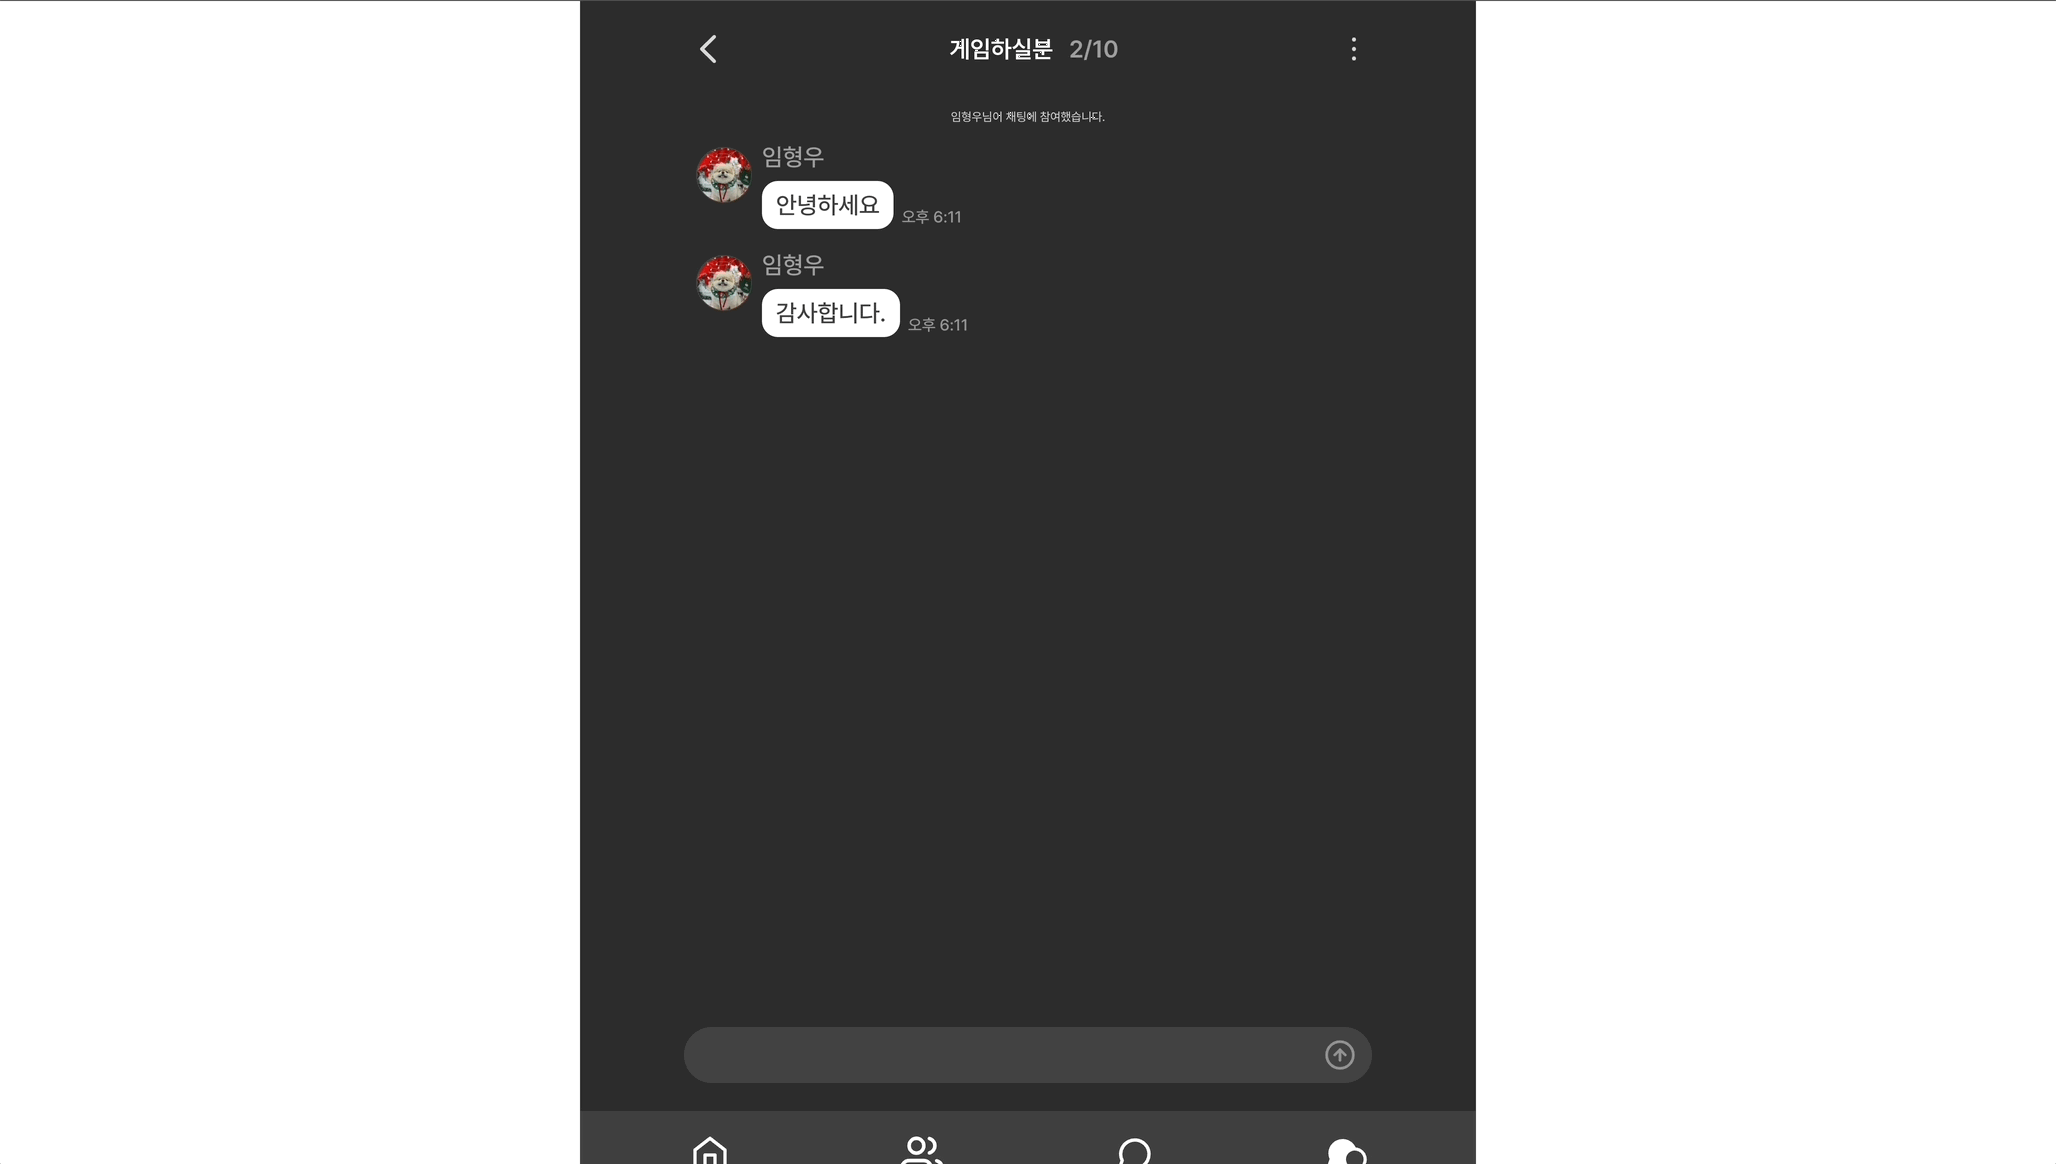 게임하실분 2/10
임형우님어 채팅에 참여했습니다.
임형우
안녕하세요 오후 6:11
임형우
감사합니다. 오후 6:11